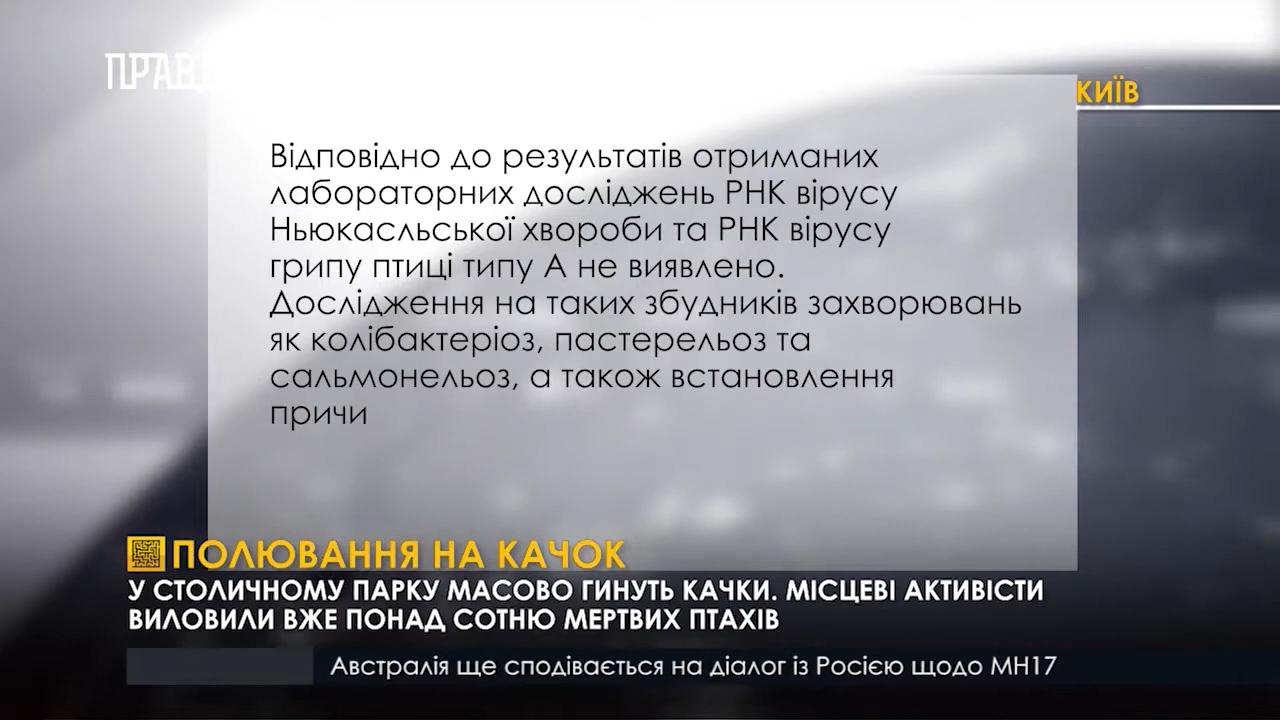 КИЇВ
Відповідно до результатів отриманих
лабораторних досліджень РНК вірусу
Ньюкасльської хвороби та РНК вірусу
грипу птиці типу А не виявлено.
Дослідження на таких збудників захворювань
як колібактеріоз, пастерельоз та
сальмонельоз, а також встановлення
причи
ПОЛЮВАННЯ НА КАЧОК
У СТОЛИЧНОМУ ПАРКУ МАСОВО ГИНУТЬ КАЧКИ. МІСЦЕВІ АКТИВІСТИ
ВИЛОВИЛИ ВЖЕ ПОНАД СОТНЮ МЕРТВИХ ПТАХІВ
Австралія ще сподівається на діалог із Росією щодо МН17